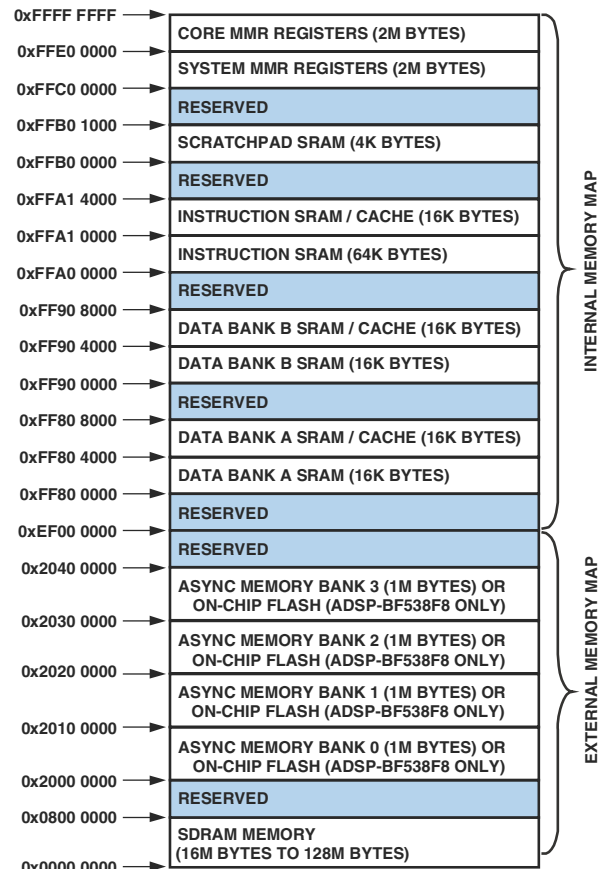 0xFFFF FFFF
CORE MMR REGISTERS (2M BYTES)
0xFFE0 0000
SYSTEM MMR REGISTERS (2M BYTES)
0xFFC0 0000
RESERVED
0xFFB0 1000
SCRATCHPAD SRAM (4K BYTES)
0xFFB0 0000
RESERVED
0xFFA1 4000
INSTRUCTION SRAM / CACHE (16K BYTES)
0xFFA1 0000
INSTRUCTION SRAM (64K BYTES)
0xFFA0 0000
RESERVED
0xFF90 8000
DATA BANK B SRAM / CACHE (16K BYTES)
0xFF90 4000
DATA BANK B SRAM (16K BYTES)
0xFF90 0000
RESERVED
0xFF80 8000
DATA BANK A SRAM / CACHE (16K BYTES)
0xFF80 4000
DATA BANK A SRAM (16K BYTES)
0xFF80 0000
RESERVED
0xEF00 0000
RESERVED
0x2040 0000
ASYNC MEMORY BANK 3 (1M BYTES) OR
ON-CHIP FLASH (ADSP-BF538F8 ONLY)
0x2030 0000
ASYNC MEMORY BANK 2 (1M BYTES) OR
ON-CHIP FLASH (ADSP-BF538F8 ONLY)
0x2020 0000
ASYNC MEMORY BANK 1 (1M BYTES) OR
ON-CHIP FLASH (ADSP-BF538F8 ONLY)
0x2010 0000
ASYNC MEMORY BANK 0 (1M BYTES) OR
ON-CHIP FLASH (ADSP-BF538F8 ONLY)
0x2000 0000
RESERVED
0x0800 0000
SDRAM MEMORY
(16M BYTES TO 128M BYTES)
0x0000 0000
INTERNAL MEMORY MAP
EXTERNAL MEMORY MAP